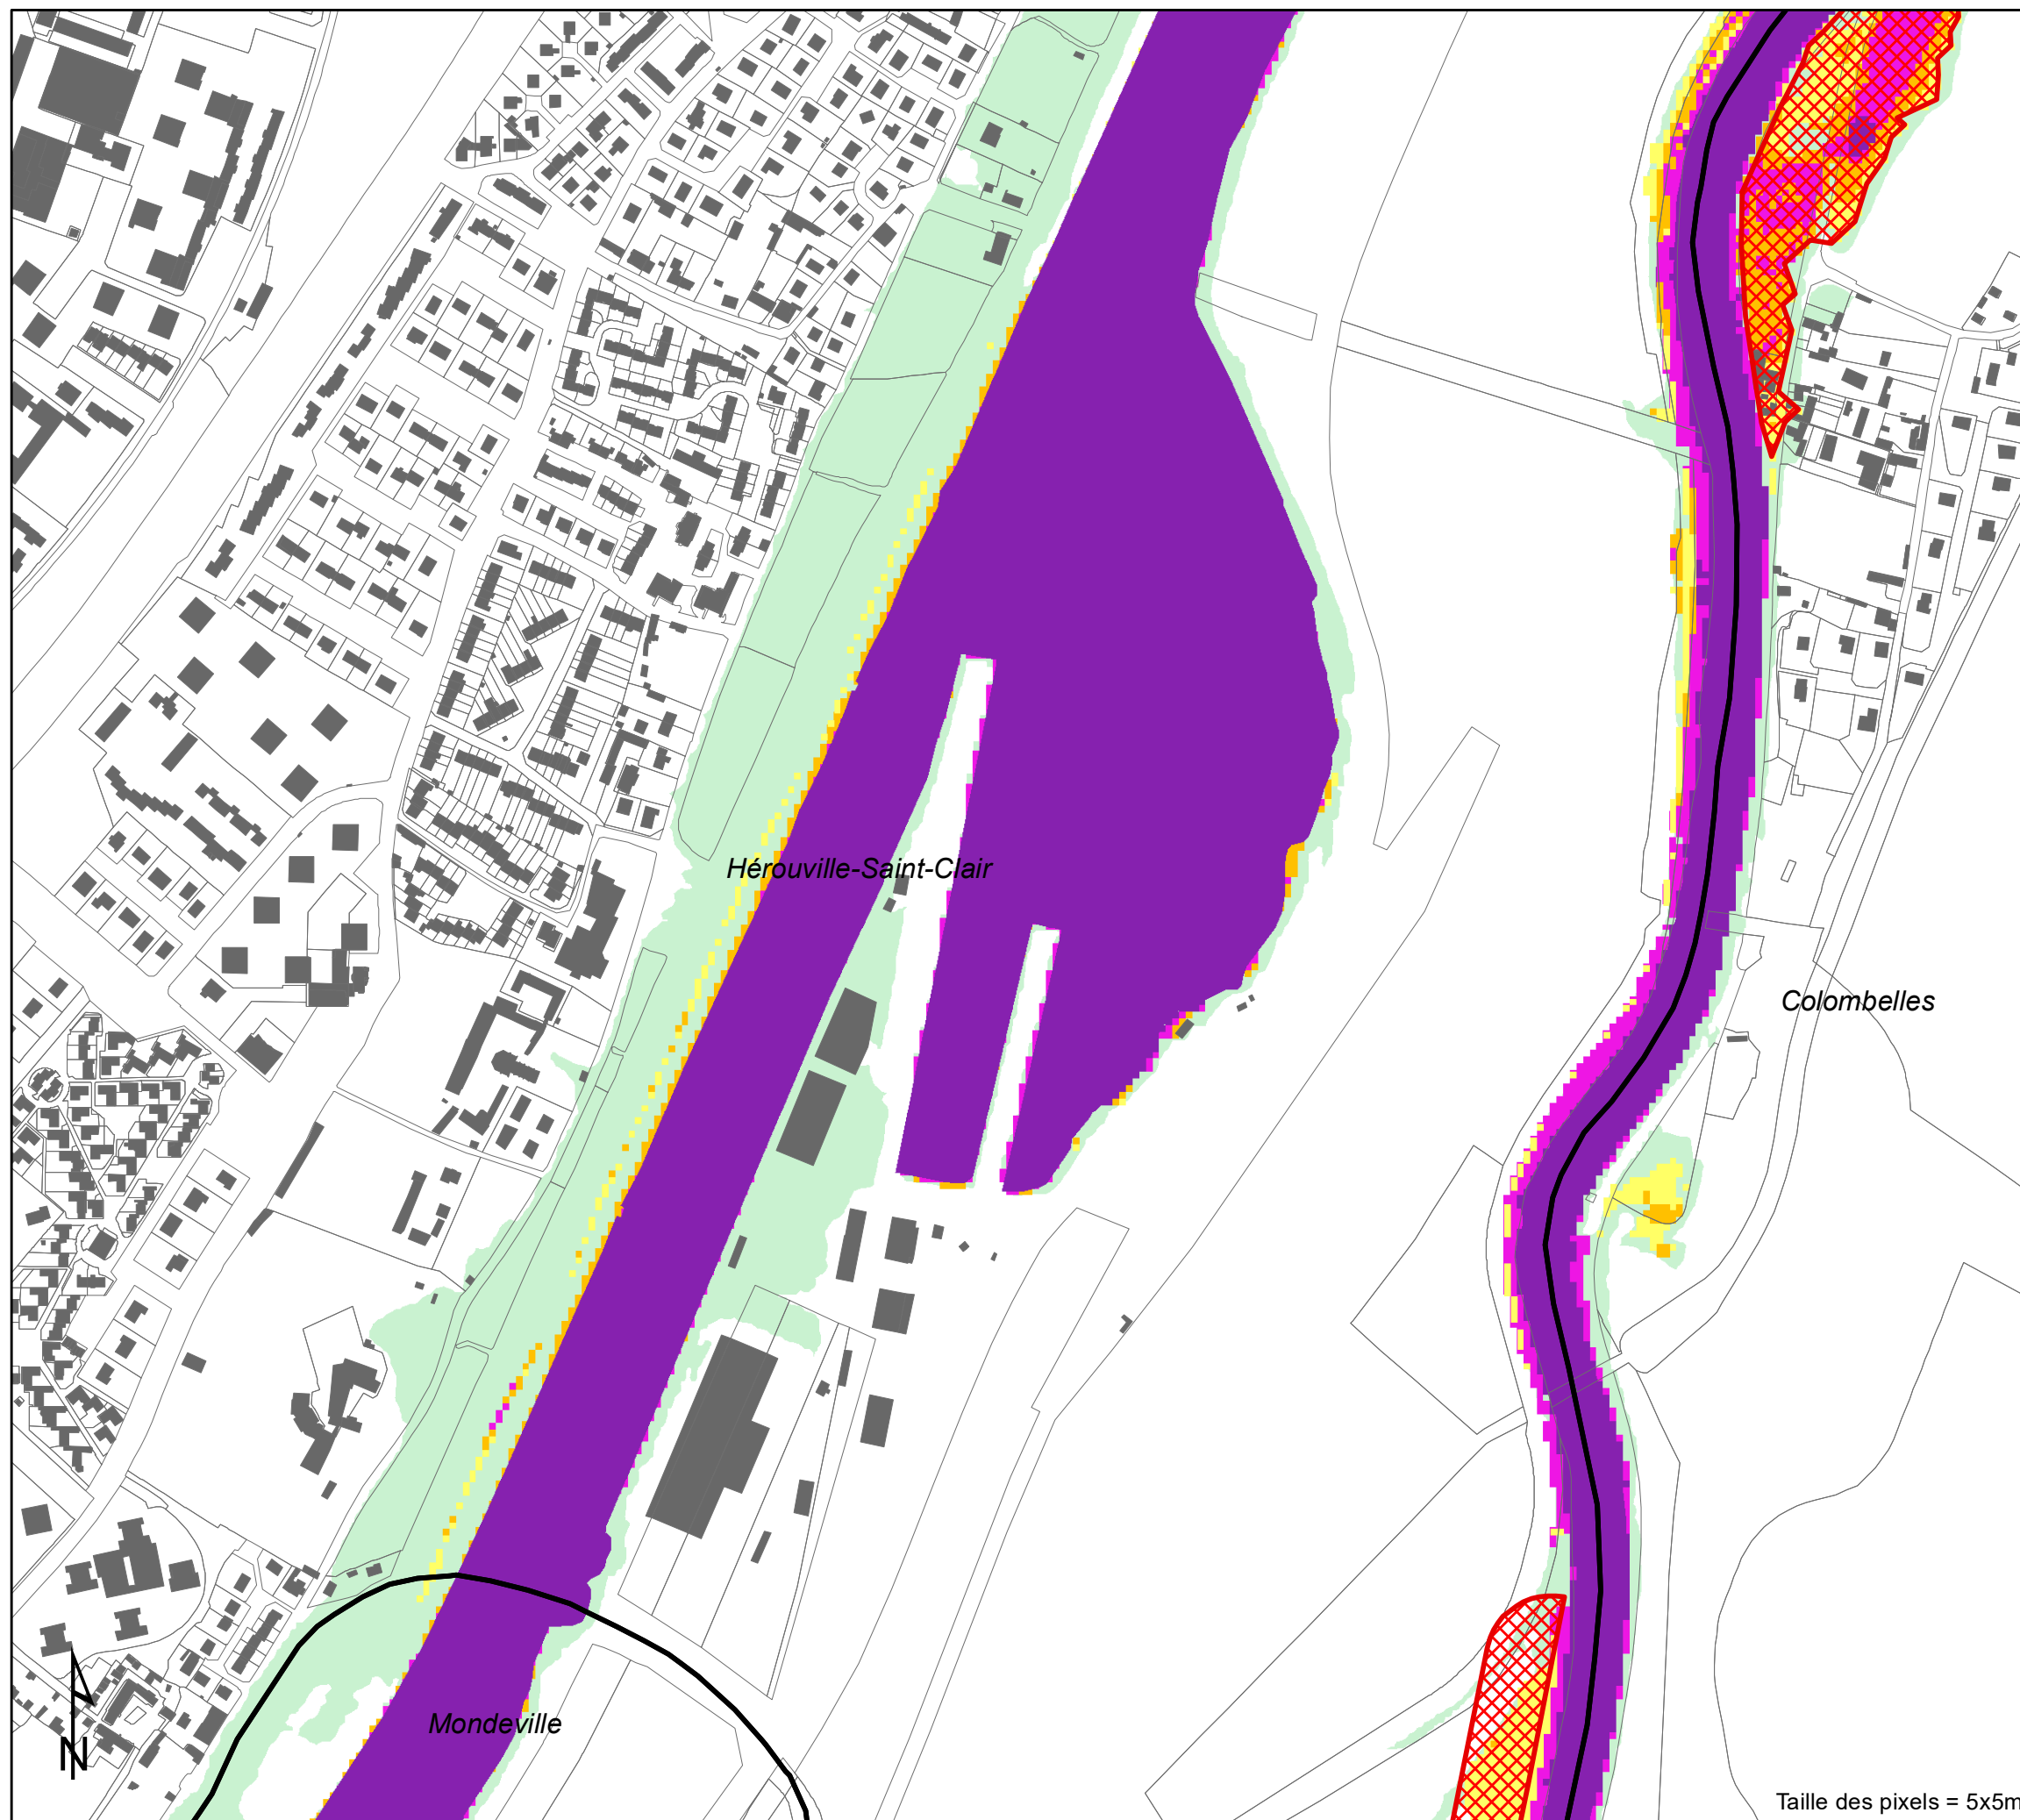 Hérouville-Saint-Clair
Colombelles
Mondeville
N
Taille des pixels = 5x5m